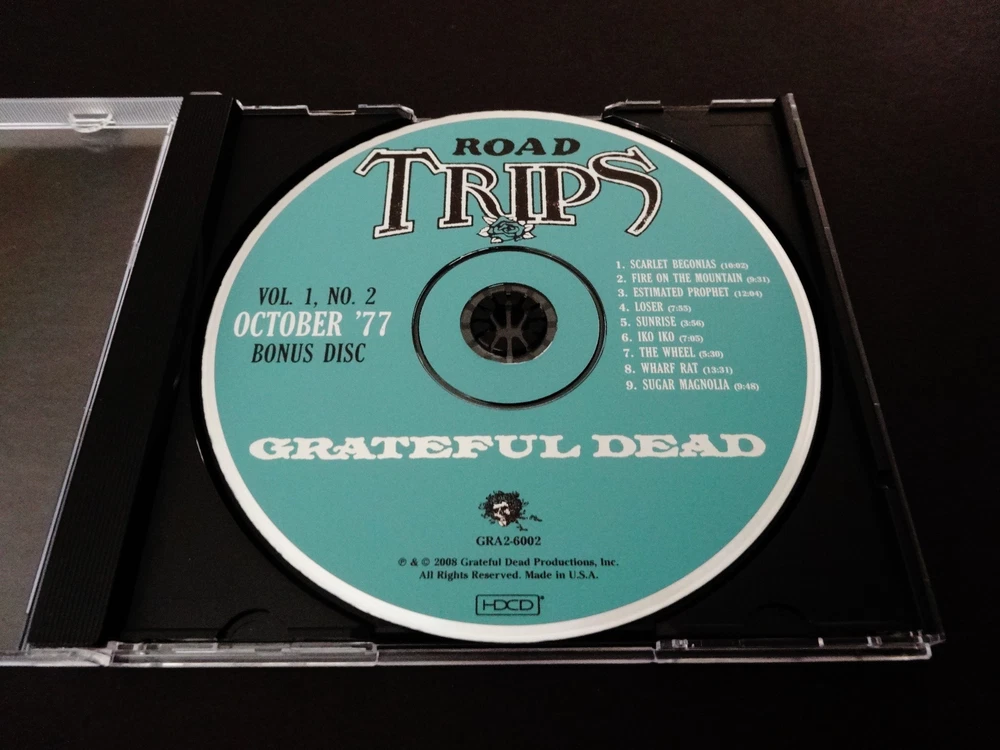 ROAD
TRIPS
VOL. 1, NO. 2
OCTOBER '77
BONUS DISC
1. SCARLET BEGONIAS (10:02)
2. FIRE ON THE MOUNTAIN (9:31)
3. ESTIMATED PROPHET (12:04)
4. LOSER (7:55)
5. SUNRISE (3:56)
6. IKO IKO (7:05)
7. THE WHEEL (5:30)
8. WHARF RAT (13:31)
9. SUGAR MAGNOLIA (9:48)
GRATEFUL DEAD
GRA2-6002
℗ & © 2008 Grateful Dead Productions, Inc.
All Rights Reserved. Made in U.S.A.
HDCD